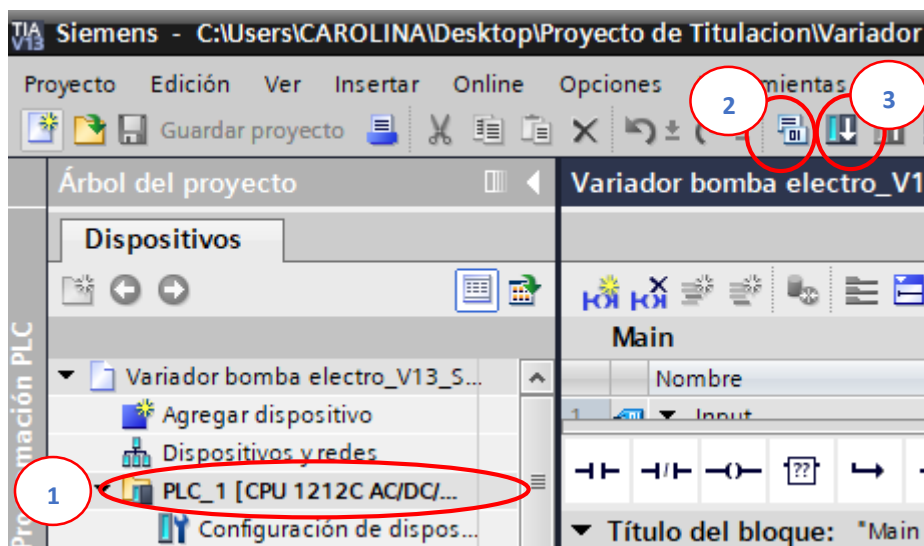 TIA V13 Siemens - C:\Users\CAROLINA\Desktop\Proyecto de Titulacion\Variador
Proyecto Edición Ver Insertar Online Opciones mientas
2
3
Guardar proyecto
Árbol del proyecto
Variador bomba electro_V1
Dispositivos
Programación PLC
Main
Variador bomba electro_V13_S...
Nombre
Agregar dispositivo
1 Input
Dispositivos y redes
??
1
PLC_1 [CPU 1212C AC/DC/...
Configuración de dispos...
Título del bloque: "Main